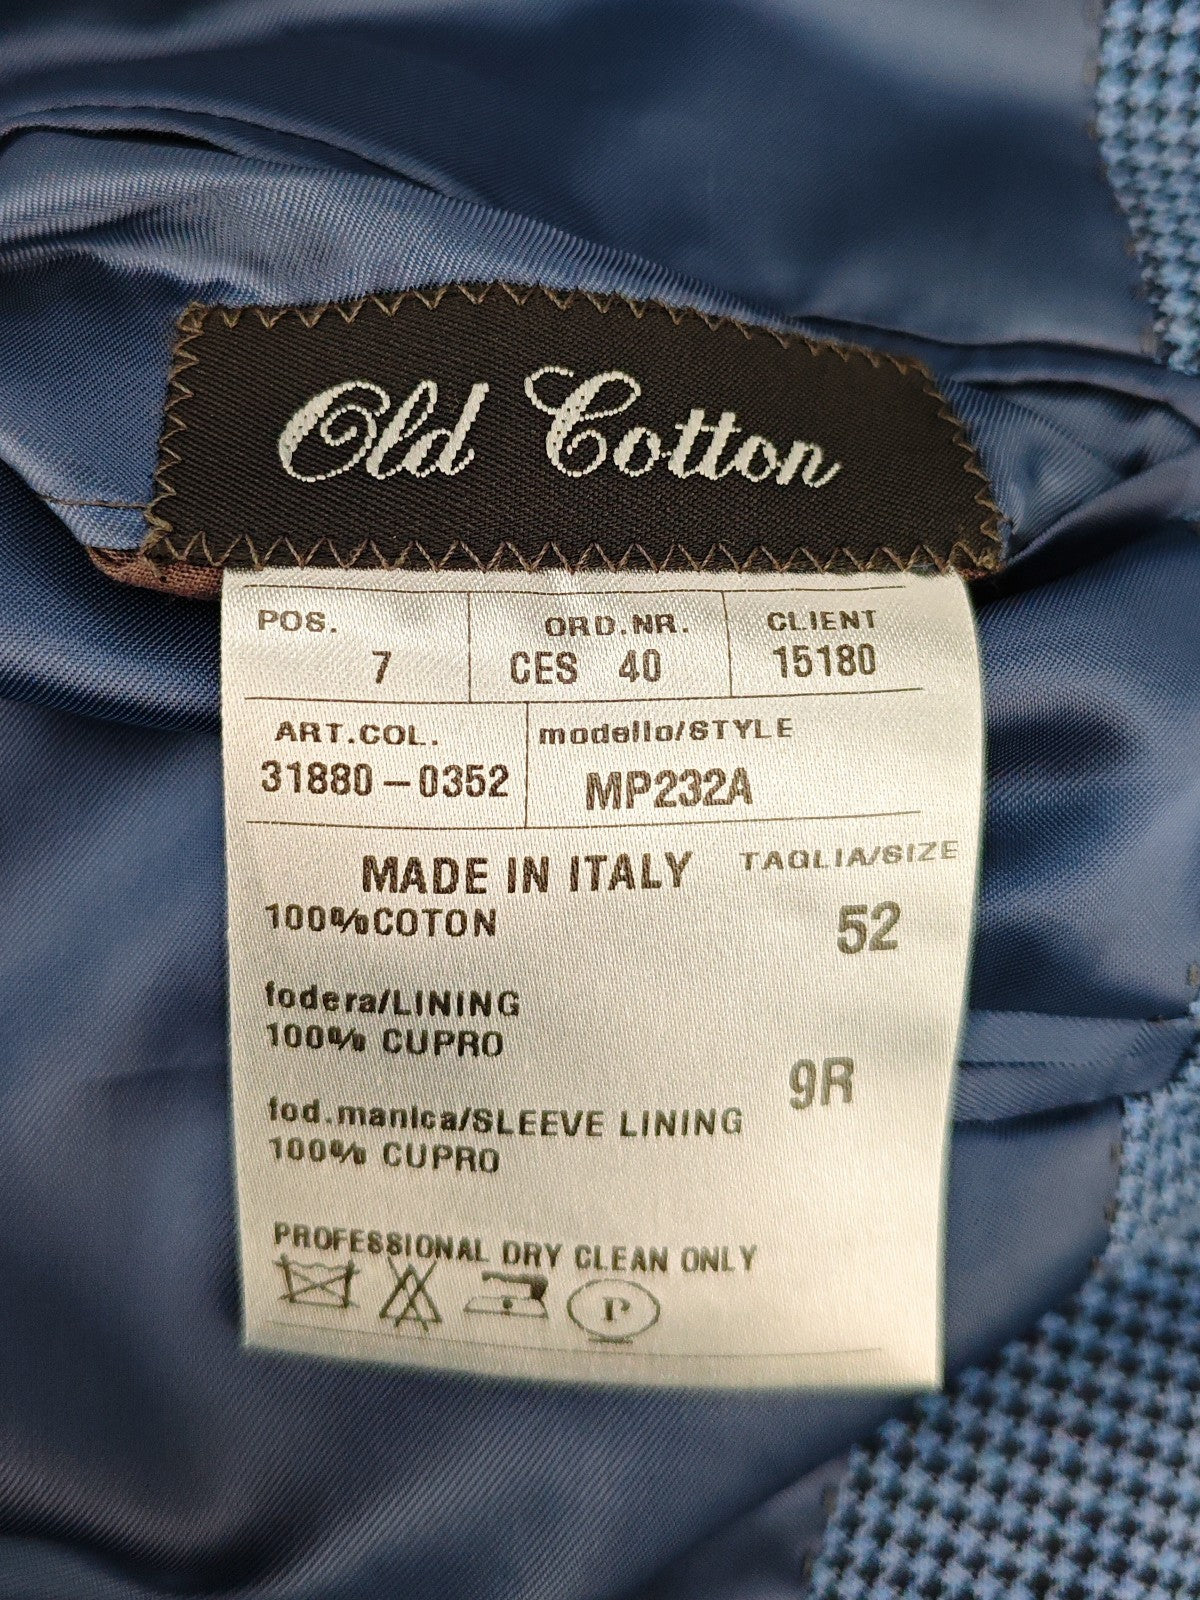 Old Cotton
POS. ORD.NR. CLIENT
7 CES 40 15180
ART.COL. modello/STYLE
31880-0352 MP232A
MADE IN ITALY TAGLIA/SIZE
100%COTON 52
fodera/LINING
100% CUPRO
9R
fod.manica/SLEEVE LINING
100% CUPRO
PROFESSIONAL DRY CLEAN ONLY
P